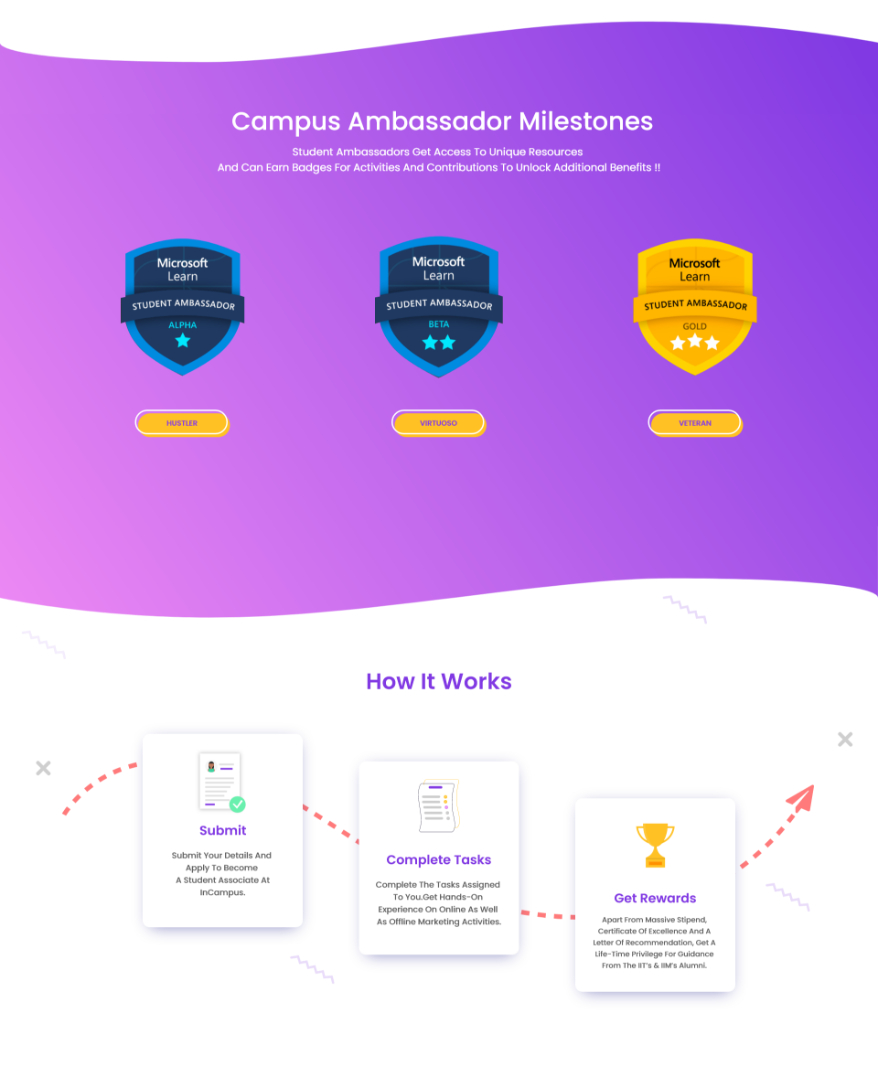 Campus Ambassador Milestones
Student Ambassadors Get Access To Unique Resources
And Can Earn Badges For Activities And Contributions To Unlock Additional Benefits !!
Microsoft
Learn
STUDENT AMBASSADOR
ALPHA
Microsoft
Learn
STUDENT AMBASSADOR
BETA
Microsoft
Learn
STUDENT AMBASSADOR
GOLD
HUSTLER
VIRTUOSO
VETERAN
How It Works
Submit
Submit Your Details And
Apply To Become
A Student Associate At
InCampus.
Complete Tasks
Complete The Tasks Assigned
To You.Get Hands-On
Experience On Online As Well
As Offline Marketing Activities.
Get Rewards
Apart From Massive Stipend,
Certificate Of Excellence And A
Letter Of Recommendation, Get A
Life-Time Privilege For Guidance
From The IIT's & IIM's Alumni.